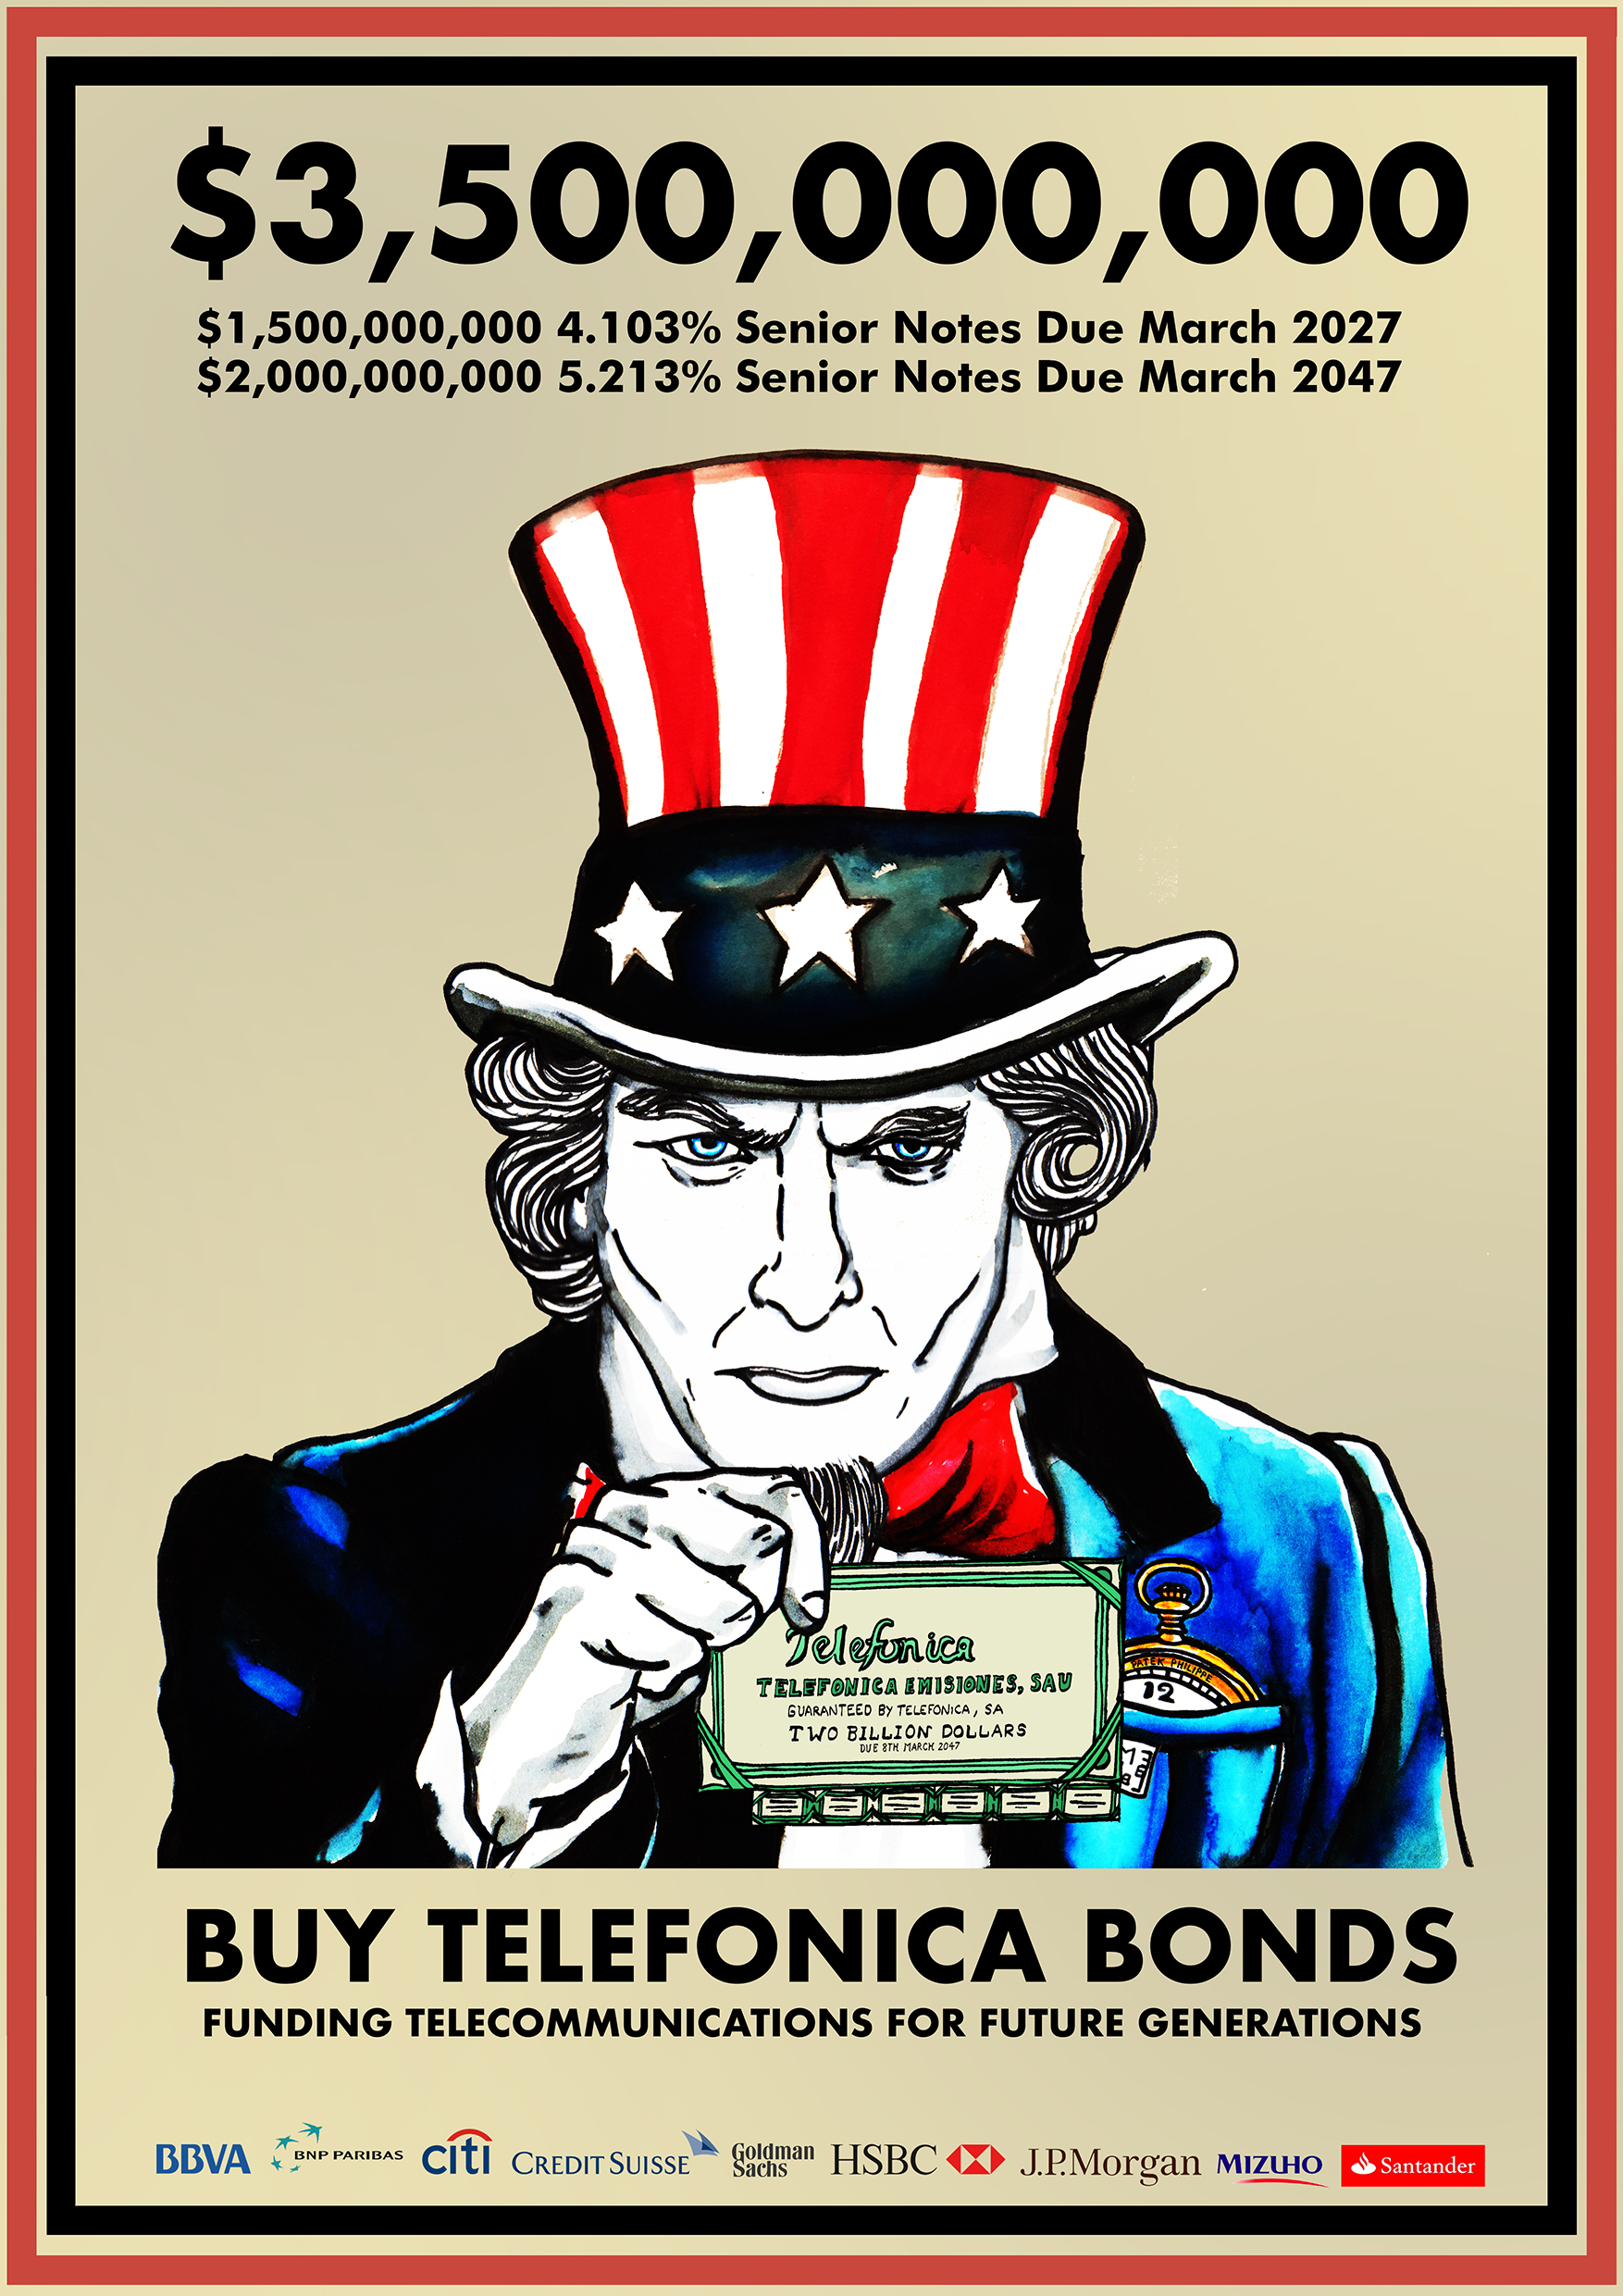 $3,500,000,000
$1,500,000,000 4.103% Senior Notes Due March 2027
$2,000,000,000 5.213% Senior Notes Due March 2047
Telefonica
TELEFONICA EMISIONES, SAU
GUARANTEED BY TELEFONICA, SA
TWO BILLION DOLLARS
DUE 8TH MARCH 2047
PATEK PHILIPPE
12
BUY TELEFONICA BONDS
FUNDING TELECOMMUNICATIONS FOR FUTURE GENERATIONS
BBVA BNP PARIBAS citi CREDIT SUISSE Goldman Sachs HSBC J.P.Morgan MIZUHO Santander